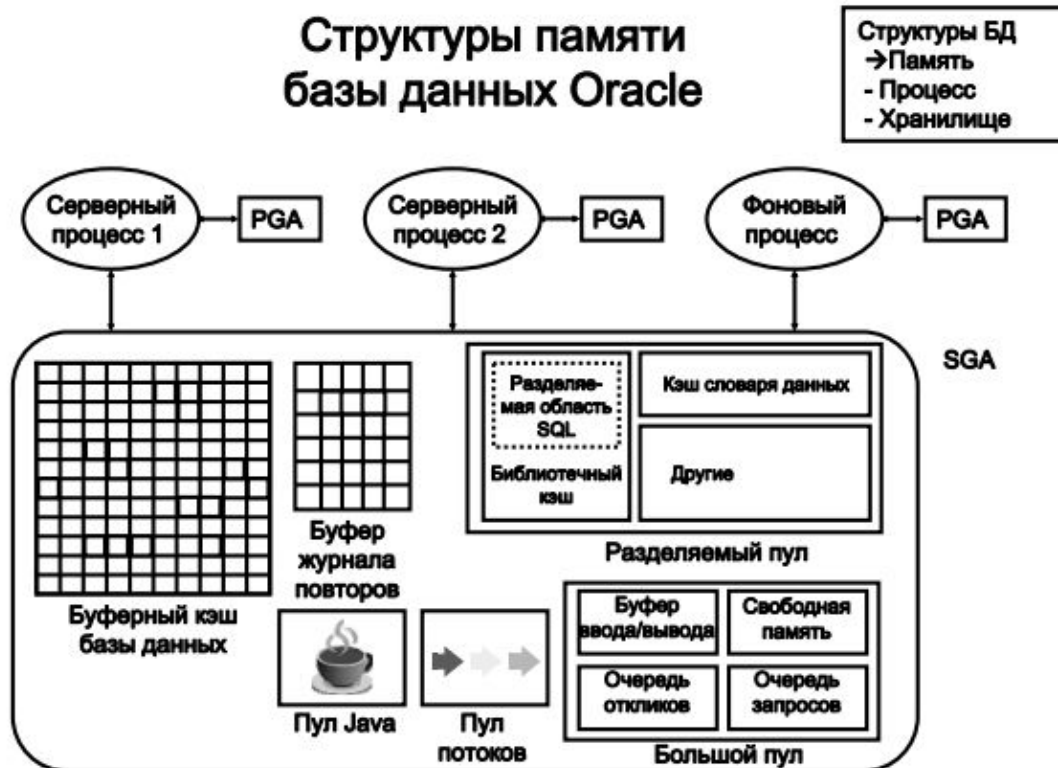 Структуры памяти
базы данных Oracle
Структуры БД
→Память
- Процесс
- Хранилище
Серверный
процесс 1
PGA
Серверный
процесс 2
PGA
Фоновый
процесс
PGA
SGA
Разделяе-
мая область
SQL
Библиотечный
кэш
Кэш словаря данных
Другие
Разделяемый пул
Буфер
журнала
повторов
Буферный кэш
базы данных
Пул Java
Пул
потоков
Буфер
ввода/вывода
Свободная
память
Очередь
откликов
Очередь
запросов
Большой пул